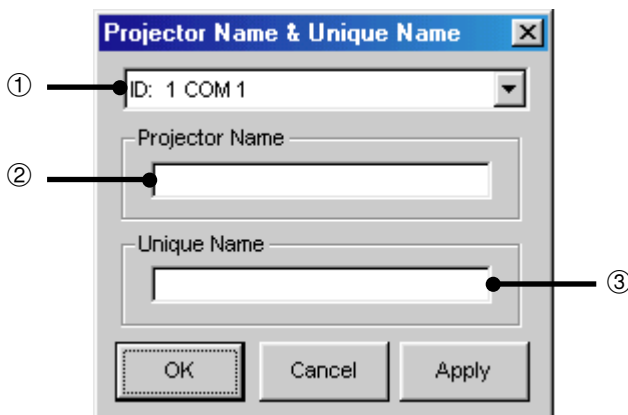 Projector Name & Unique Name
① ID: 1 COM 1
Projector Name
②
Unique Name
③
OK Cancel Apply